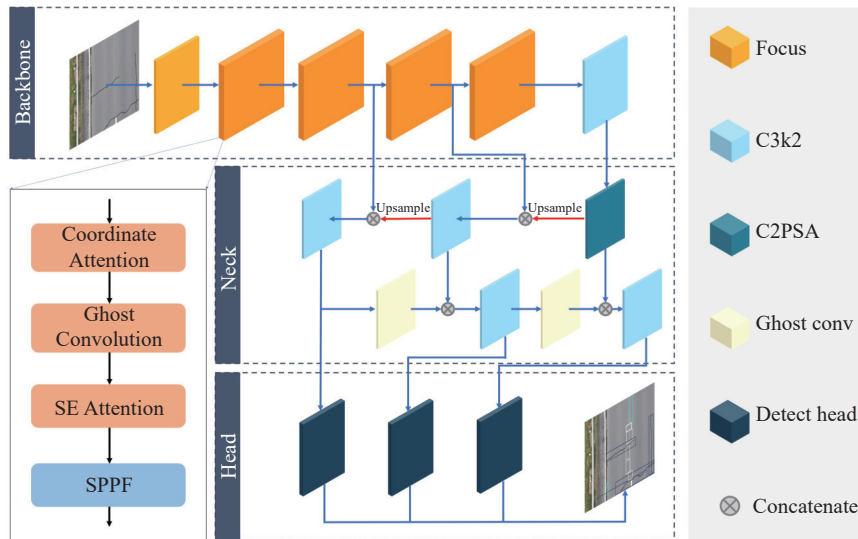 Backbone
Coordinate
Attention
Ghost
Convolution
SE Attention
SPPF
Neck
Upsample
Upsample
Head
Focus
C3k2
C2PSA
Ghost conv
Detect head
Concatenate